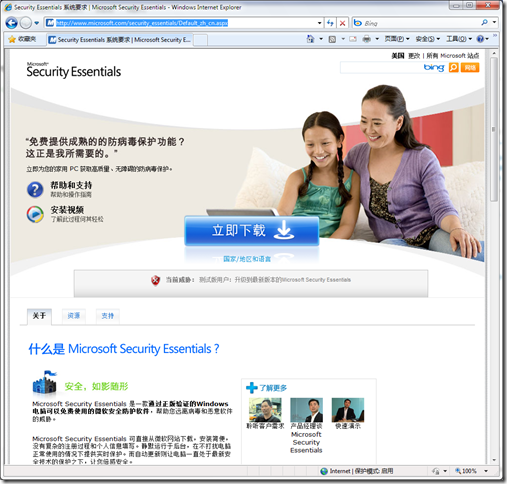 Security Essentials 系统要求 | Microsoft Security Essentials - Windows Internet Explorer
http://www.microsoft.com/security_essentials/Default_zh_cn.aspx
Bing
收藏夹
Security Essentials 系统要求 | Microsoft Security E...
页面(P)
安全(S)
工具(O)
美国 更改 | 所有 Microsoft 站点
bing
网络
Microsoft
Security Essentials
“免费提供成熟的的防病毒保护功能？
这正是我所需要的。”
立即为您的家用 PC 获取高质量、无障碍的防病毒保护。
帮助和支持
帮助和操作指南
安装视频
了解此过程何其轻松
立即下载
国家/地区和语言
当前威胁： 测试版用户：升级到最新版本的Microsoft Security Essentials
关于
资源
支持
什么是 Microsoft Security Essentials？
安全，如影随形
Microsoft Security Essentials 是一款通过正版验证的Windows
电脑可以免费使用的微软安全防护软件，帮助您远离病毒和恶意软件
的威胁。
Microsoft Security Essentials 可直接从微软网站下载，安装简便，
没有复杂的注册过程和个人信息填写。静默运行于后台，在不打扰电脑
正常使用的情况下提供实时保护。而自动更新则让电脑一直处于最新
安全技术的保护之下，让您倍感安全。
了解更多
聆听客户需求
产品经理谈
Microsoft
Security
Essentials
快速演示
Internet | 保护模式: 启用
100%